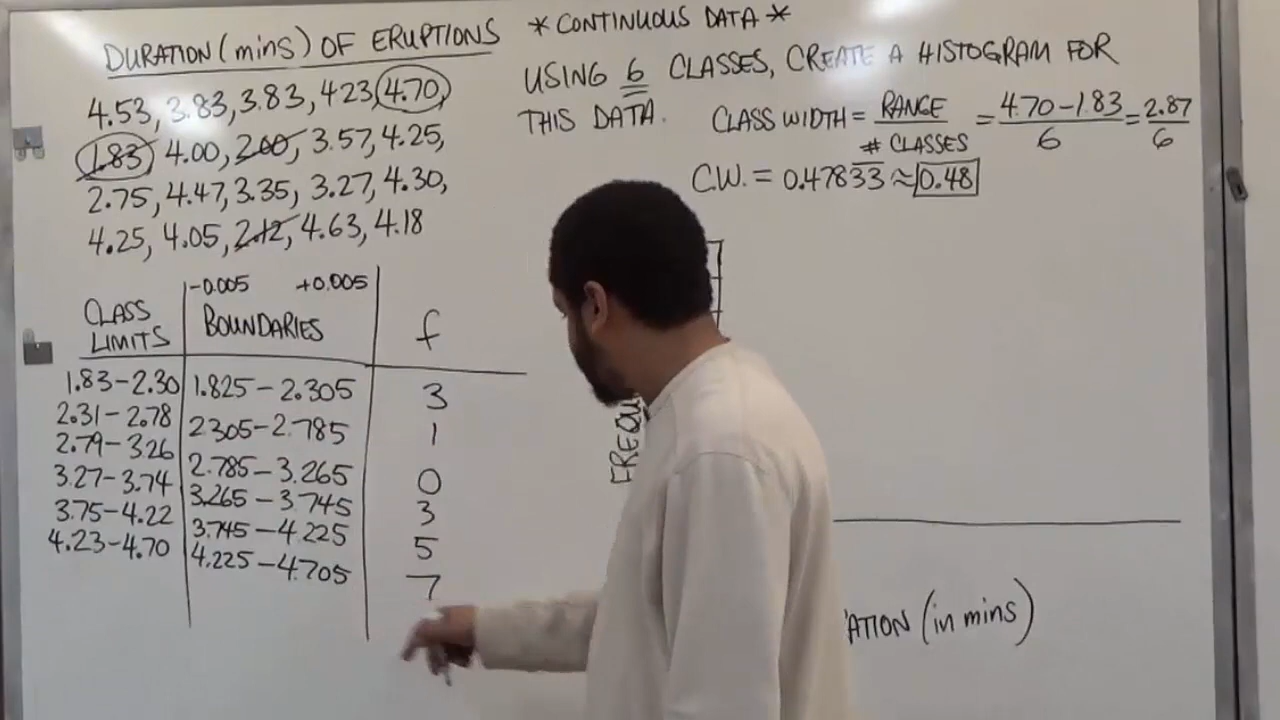 DURATION (mins) OF ERUPTIONS
4.53, 3.83, 3.83, 423, 4.70,
1.83, 4.00, 2.00, 3.57, 4.25,
2.75, 4.47, 3.35, 3.27, 4.30,
4.25, 4.05, 2.12, 4.63, 4.18
* CONTINUOUS DATA *
USING 6 CLASSES, CREATE A HISTOGRAM FOR
THIS DATA.
CLASS WIDTH = RANGE / # CLASSES = 4.70 - 1.83 / 6 = 2.87 / 6
C.W. = 0.47833 ≈ 0.48
-0.005 +0.005
CLASS LIMITS BOUNDARIES f
1.83 - 2.30 1.825 - 2.305 3
2.31 - 2.78 2.305 - 2.785 1
2.79 - 3.26 2.785 - 3.265 0
3.27 - 3.74 3.265 - 3.745 3
3.75 - 4.22 3.745 - 4.225 5
4.23 - 4.70 4.225 - 4.705 7
FREQU
ATION (in mins)